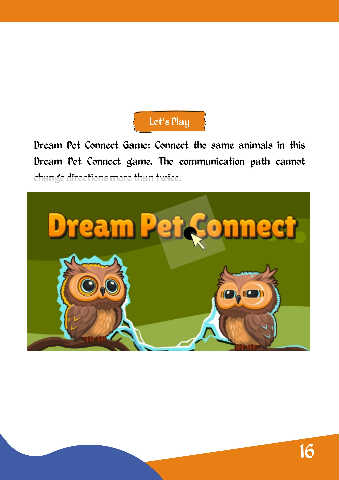 Let's Play
Dream Pet Connect Game: Connect the same animals in this
Dream Pet Connect game. The communication path cannot
change directions more than twice.
Dream Pet Connect
16